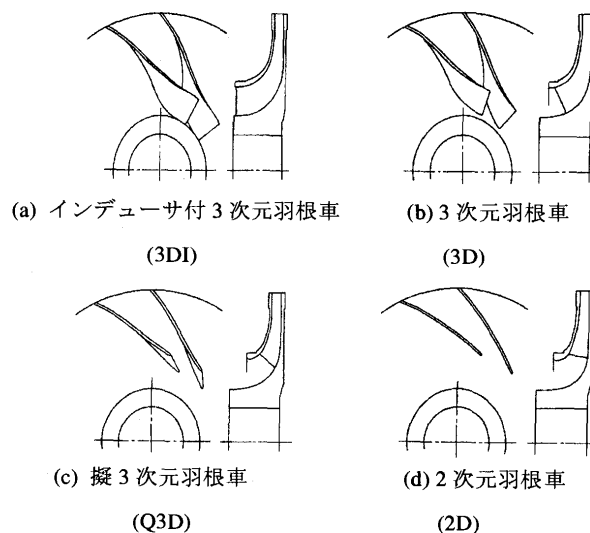 (a) インデューサ付 3 次元羽根車
(3DI)
(b) 3 次元羽根車
(3D)
(c) 擬 3 次元羽根車
(Q3D)
(d) 2 次元羽根車
(2D)